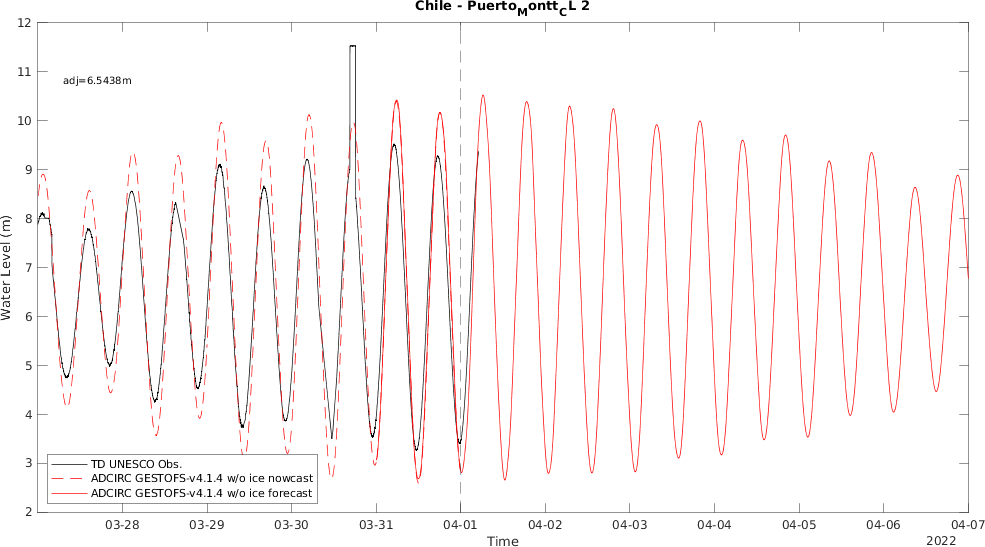 Chile - PuertoMonttCL 2
adj=6.5438m
Water Level (m)
12
11
10
9
8
7
6
5
4
3
2
TD UNESCO Obs.
ADCIRC GESTOFS-v4.1.4 w/o ice nowcast
ADCIRC GESTOFS-v4.1.4 w/o ice forecast
03-28 03-29 03-30 03-31 04-01 04-02 04-03 04-04 04-05 04-06 04-07
Time
2022